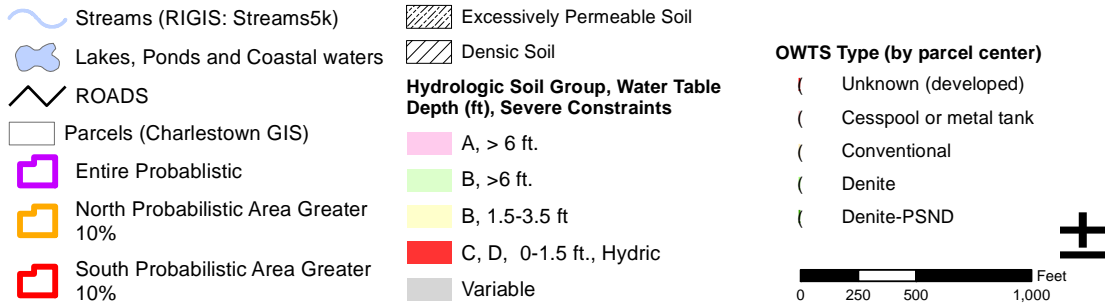 Streams (RIGIS: Streams5k)
Lakes, Ponds and Coastal waters
ROADS
Parcels (Charlestown GIS)
Entire Probablistic
North Probabilistic Area Greater
10%
South Probabilistic Area Greater
10%
Excessively Permeable Soil
Densic Soil
Hydrologic Soil Group, Water Table
Depth (ft), Severe Constraints
A, > 6 ft.
B, >6 ft.
B, 1.5-3.5 ft
C, D, 0-1.5 ft., Hydric
Variable
OWTS Type (by parcel center)
( Unknown (developed)
( Cesspool or metal tank
( Conventional
( Denite
( Denite-PSND
Feet
0 250 500 1,000